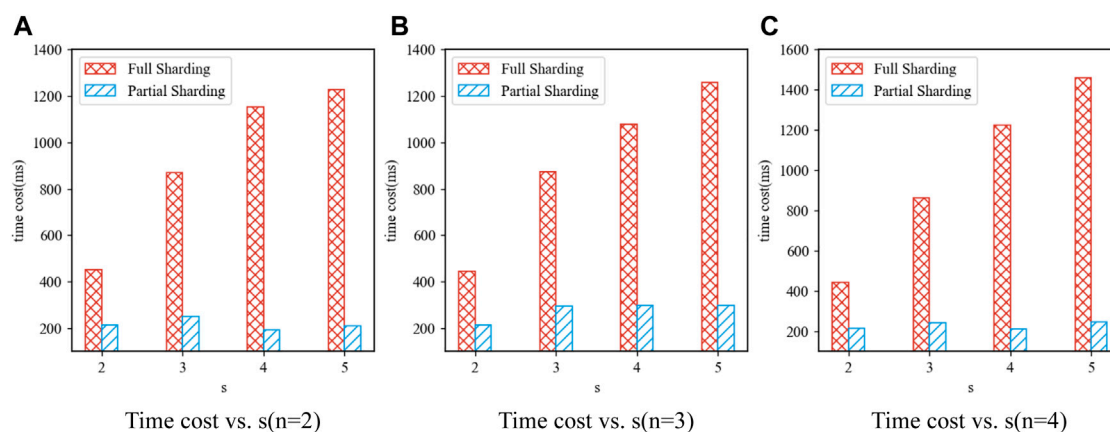 A
1400
1200
1000
800
600
400
200
time cost(ms)
Full Sharding
Partial Sharding
2 3 4 5
s
Time cost vs. s(n=2)
B
1400
1200
1000
800
600
400
200
time cost(ms)
Full Sharding
Partial Sharding
2 3 4 5
s
Time cost vs. s(n=3)
C
1600
1400
1200
1000
800
600
400
200
time cost(ms)
Full Sharding
Partial Sharding
2 3 4 5
s
Time cost vs. s(n=4)